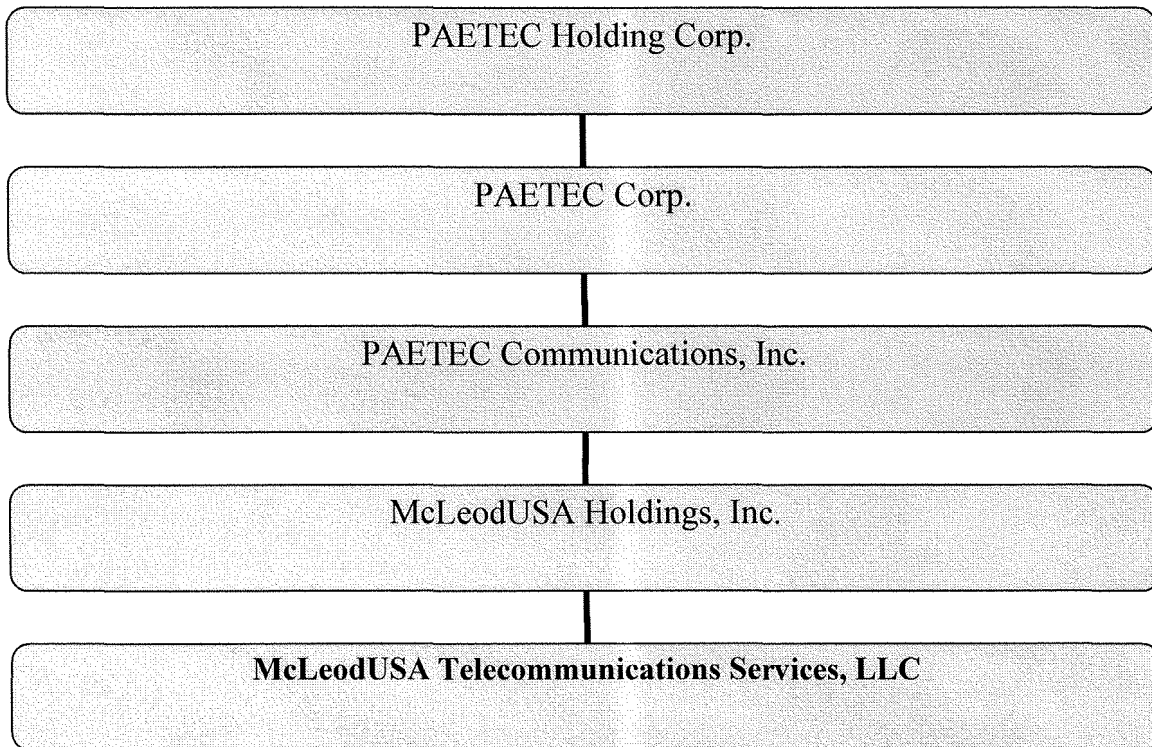 PAETEC Holding Corp.
PAETEC Corp.
PAETEC Communications, Inc.
McLeodUSA Holdings, Inc.
McLeodUSA Telecommunications Services, LLC